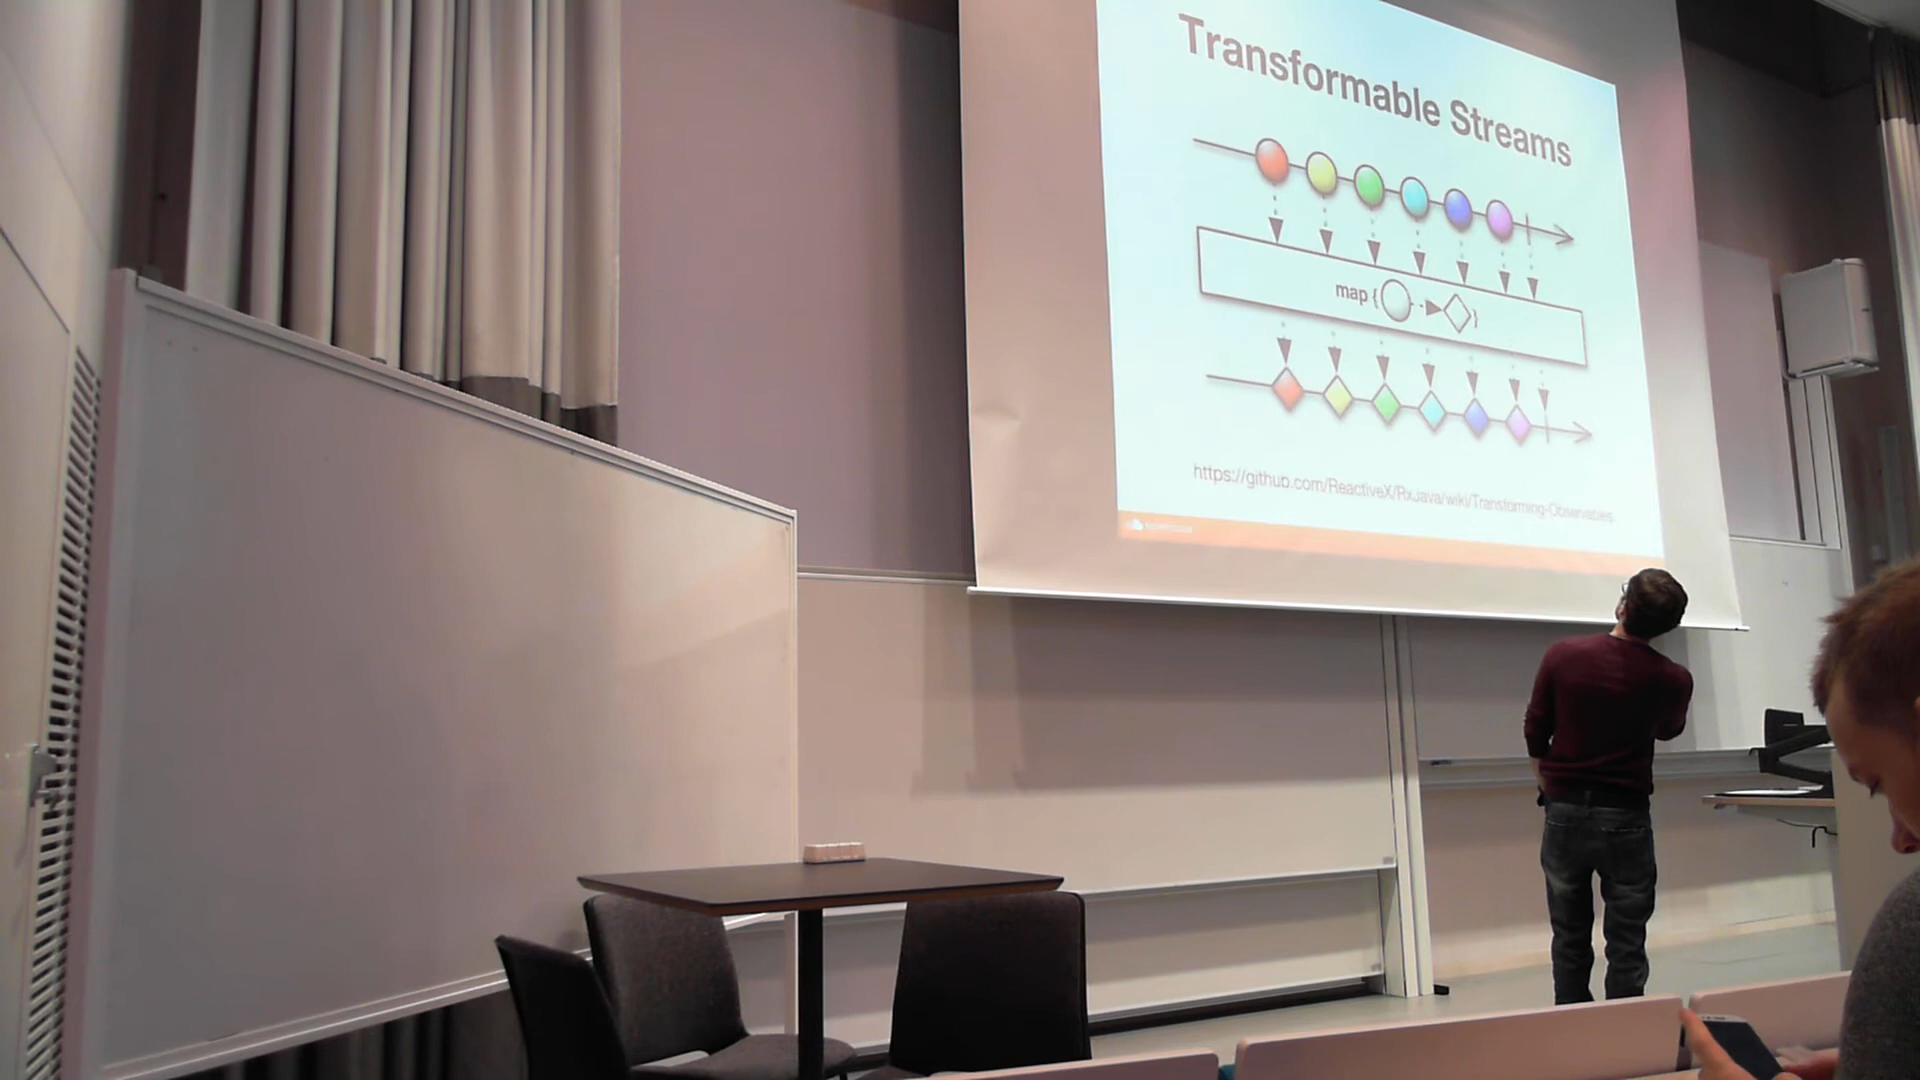 Transformable Streams
map { }
https://github.com/ReactiveX/RxJava/wiki/Transforming-Observables